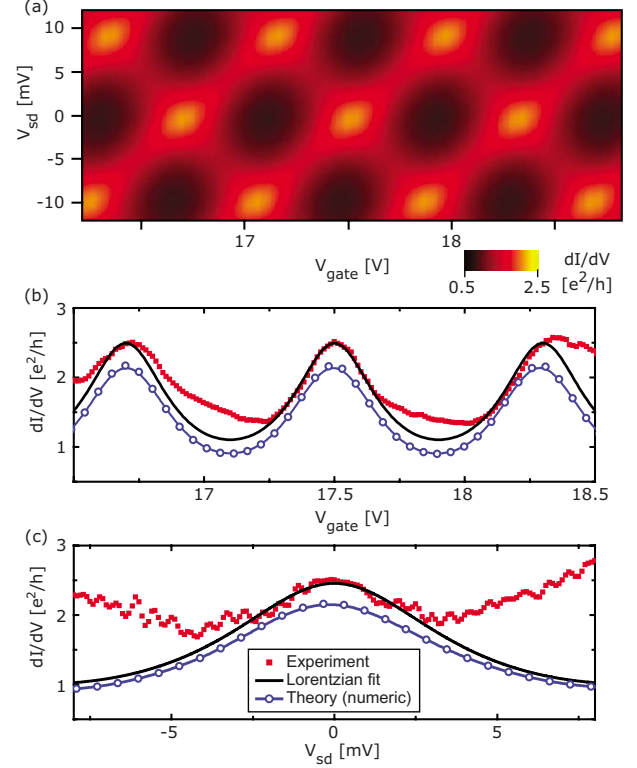 (a)
10
5
0
-5
-10
V_sd [mV]
17
18
V_gate [V]
dI/dV
[e²/h]
0.5
2.5
(b)
3
2
1
dI/dV [e²/h]
17
17.5
18
18.5
V_gate [V]
(c)
3
2
1
dI/dV [e²/h]
Experiment
Lorentzian fit
Theory (numeric)
-5
0
5
V_sd [mV]